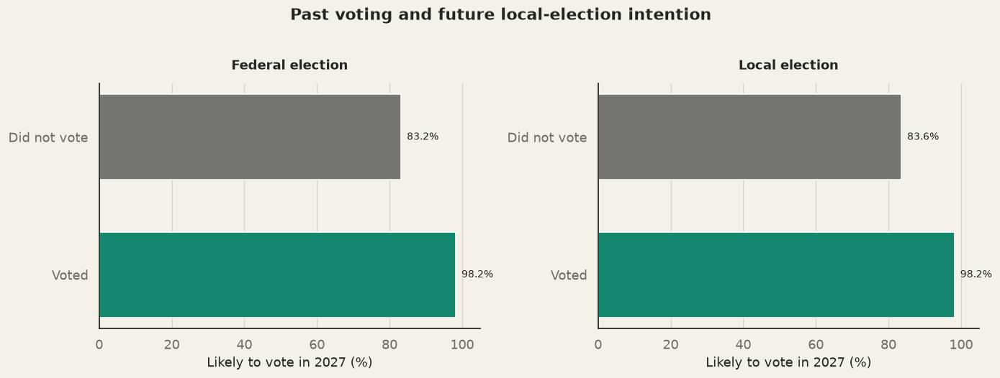 Past voting and future local-election intention
Federal election
Did not vote
83.2%
Voted
98.2%
0 20 40 60 80 100
Likely to vote in 2027 (%)
Local election
Did not vote
83.6%
Voted
98.2%
0 20 40 60 80 100
Likely to vote in 2027 (%)